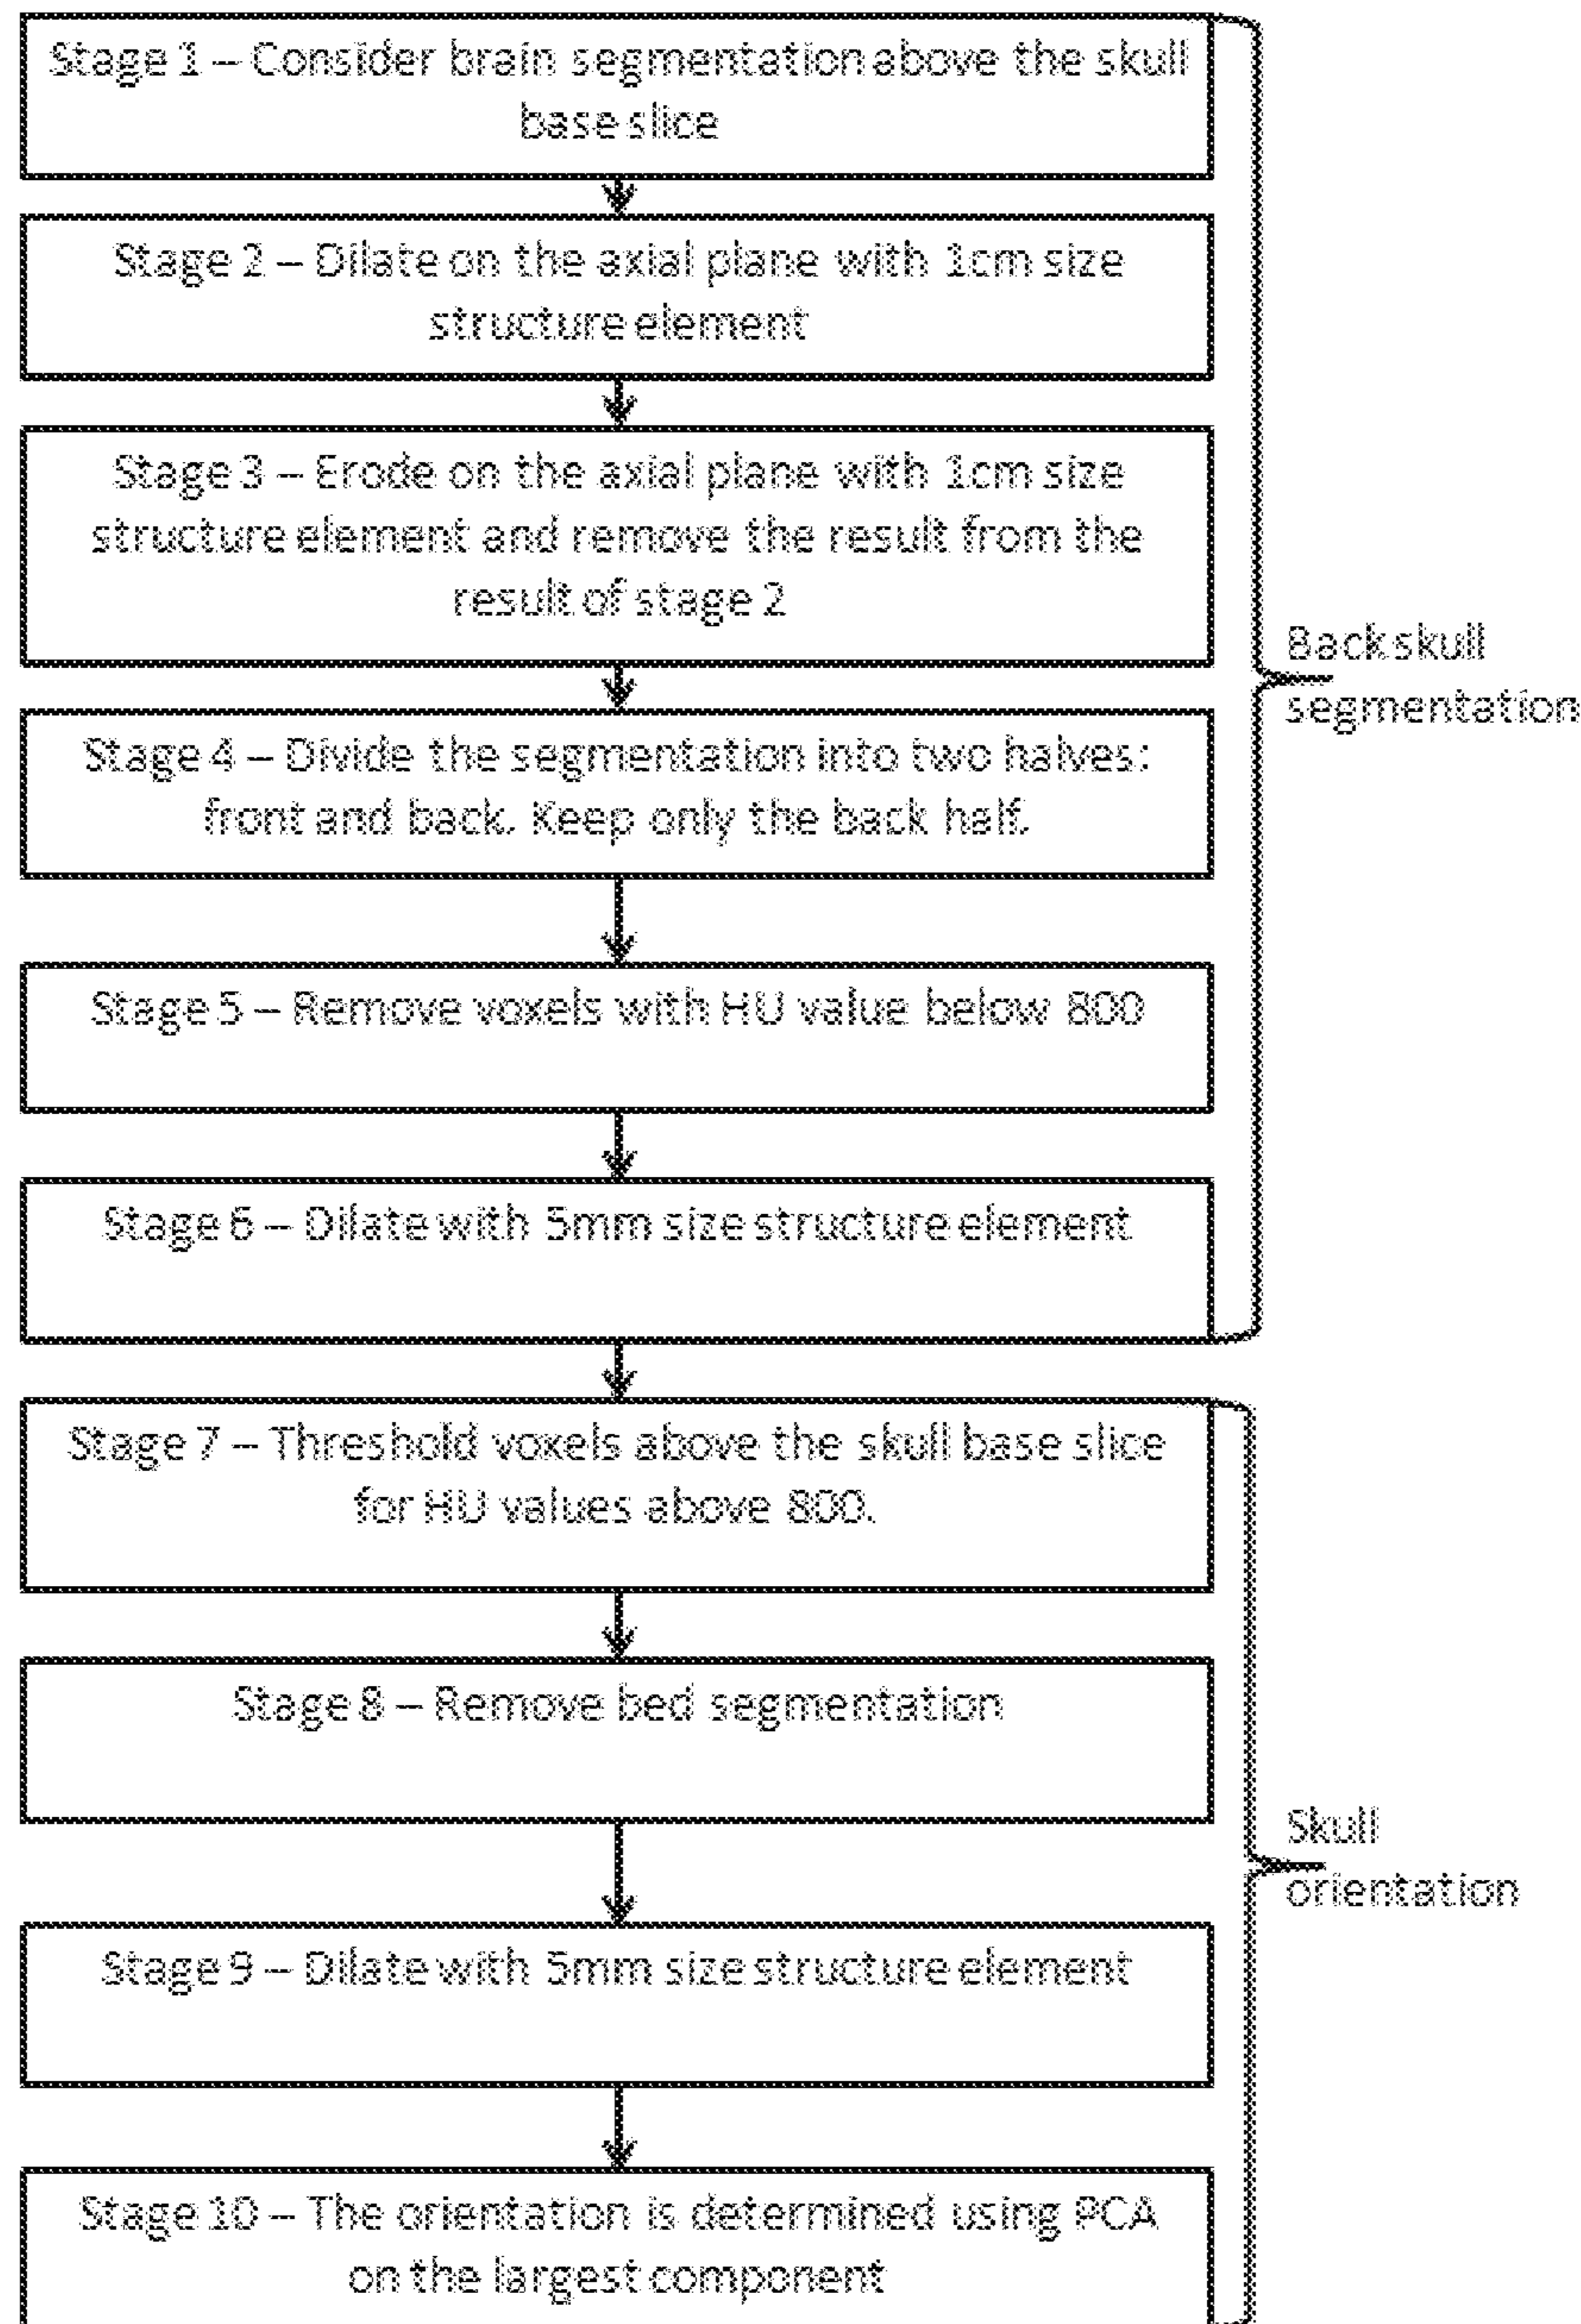 Stage 1 – Consider brain segmentation above the skull
base slice
Stage 2 – Dilate on the axial plane with 1cm size
structure element
Stage 3 – Erode on the axial plane with 1cm size
structure element and remove the result from the
result of stage 2
Back skull
segmentation
Stage 4 – Divide the segmentation into two halves:
front and back. Keep only the back half.
Stage 5 – Remove voxels with HU value below 800
Stage 6 – Dilate with 5mm size structure element
Stage 7 – Threshold voxels above the skull base slice
for HU values above 800.
Stage 8 – Remove bed segmentation
Skull
orientation
Stage 9 – Dilate with 5mm size structure element
Stage 10 – The orientation is determined using PCA
on the largest component